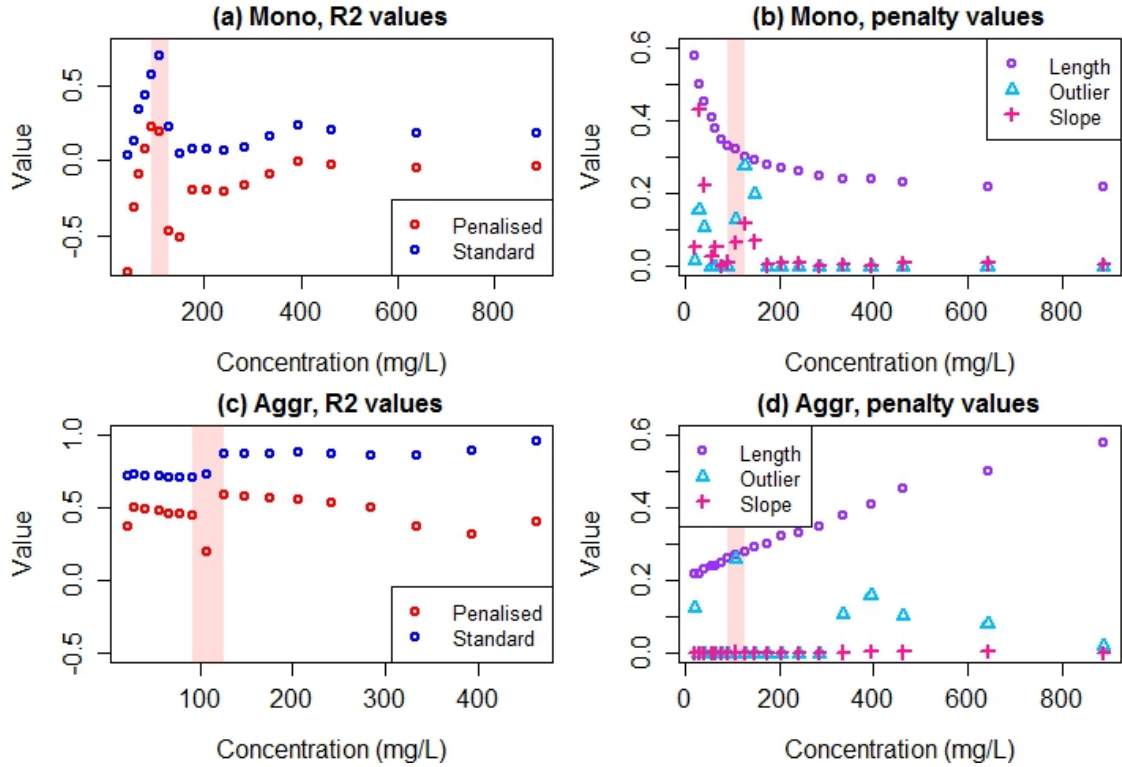 (a) Mono, R2 values
Value
0.5
0.0
-0.5
Penalised
Standard
200
400
600
800
Concentration (mg/L)
(b) Mono, penalty values
Value
0.6
0.4
0.2
0.0
Length
Outlier
Slope
0
200
400
600
800
Concentration (mg/L)
(c) Aggr, R2 values
Value
1.0
0.5
0.0
-0.5
Penalised
Standard
100
200
300
400
Concentration (mg/L)
(d) Aggr, penalty values
Value
0.6
0.4
0.2
0.0
Length
Outlier
Slope
0
200
400
600
800
Concentration (mg/L)